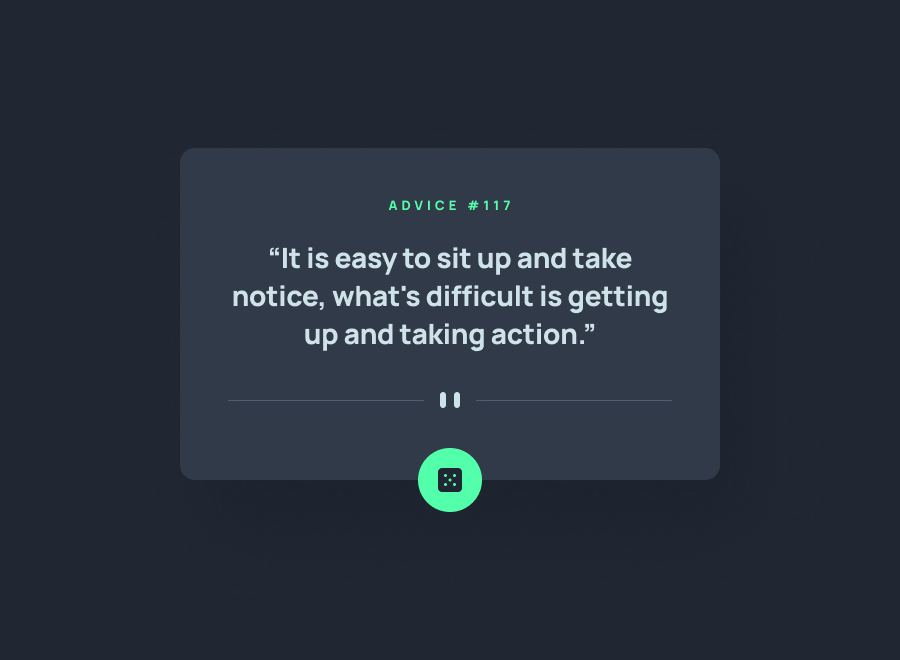 ADVICE #117
“It is easy to sit up and take
notice, what's difficult is getting
up and taking action.”